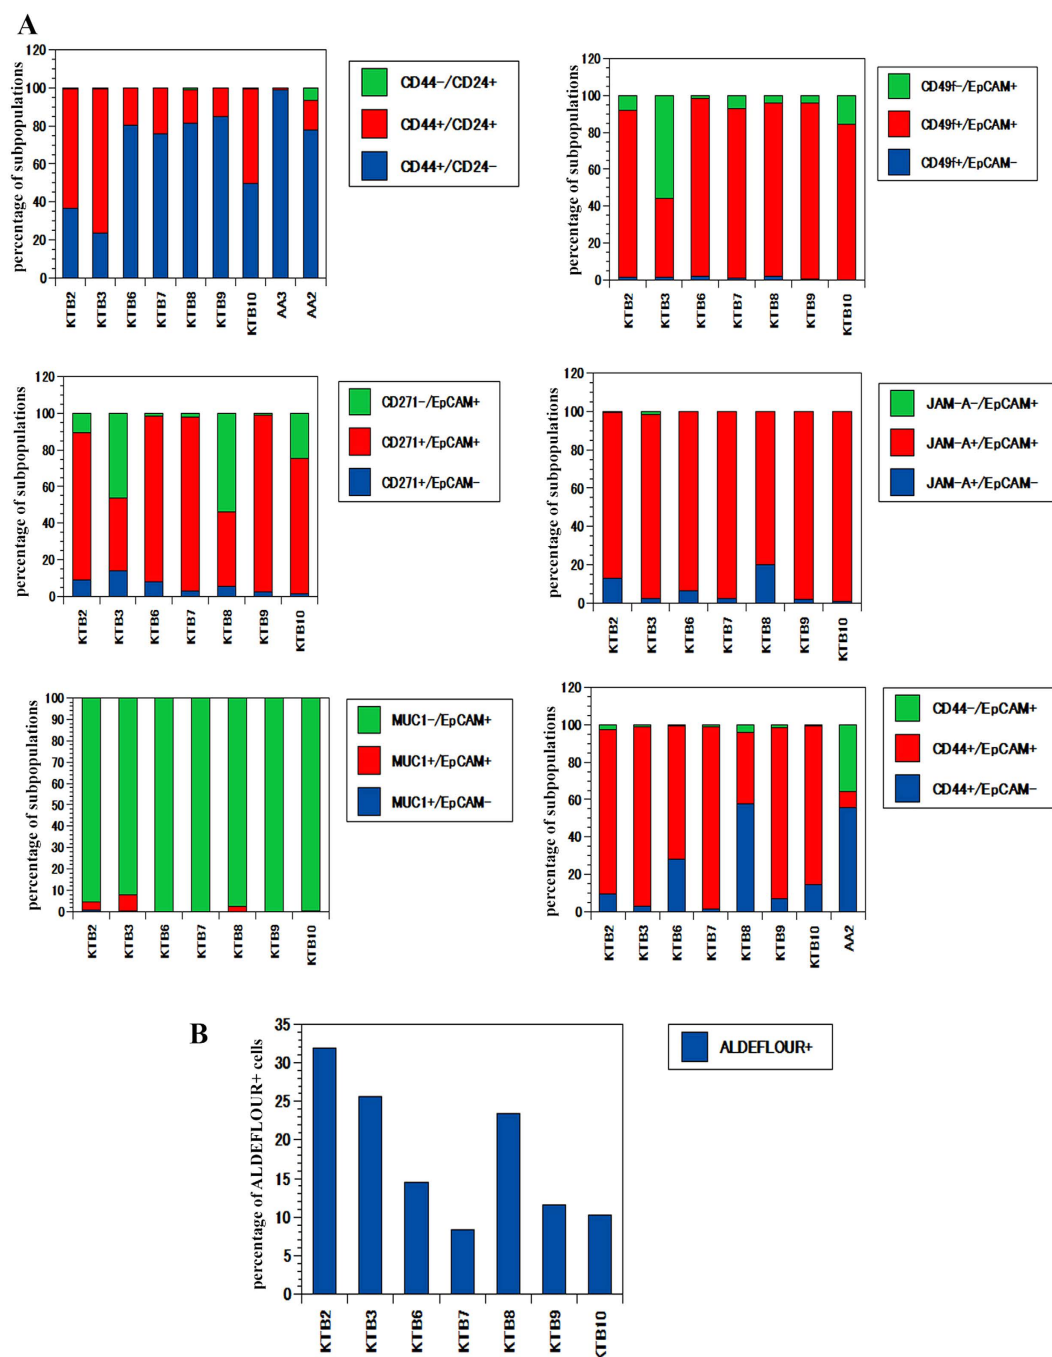 A
percentage of subpopulations
120
100
80
60
40
20
0
KTB2
KTB3
KTB6
KTB7
KTB8
KTB9
KTB10
AA3
AA2
CD44-/CD24+
CD44+/CD24+
CD44+/CD24-
percentage of subpopulations
120
100
80
60
40
20
0
KTB2
KTB3
KTB6
KTB7
KTB8
KTB9
KTB10
CD49f-/EpCAM+
CD49f+/EpCAM+
CD49f+/EpCAM-
percentage of subpopulations
120
100
80
60
40
20
0
KTB2
KTB3
KTB6
KTB7
KTB8
KTB9
KTB10
CD271-/EpCAM+
CD271+/EpCAM+
CD271+/EpCAM-
percentage of subpopulations
120
100
80
60
40
20
0
KTB2
KTB3
KTB6
KTB7
KTB8
KTB9
KTB10
JAM-A-/EpCAM+
JAM-A+/EpCAM+
JAM-A+/EpCAM-
percentage of subpopulations
100
90
80
70
60
50
40
30
20
10
0
KTB2
KTB3
KTB6
KTB7
KTB8
KTB9
KTB10
MUC1-/EpCAM+
MUC1+/EpCAM+
MUC1+/EpCAM-
percentage of subpopulations
120
100
80
60
40
20
0
KTB2
KTB3
KTB6
KTB7
KTB8
KTB9
KTB10
AA2
CD44-/EpCAM+
CD44+/EpCAM+
CD44+/EpCAM-
B
percentage of ALDEFLOUR+ cells
35
30
25
20
15
10
5
0
KTB2
KTB3
KTB6
KTB7
KTB8
KTB9
KTB10
ALDEFLOUR+